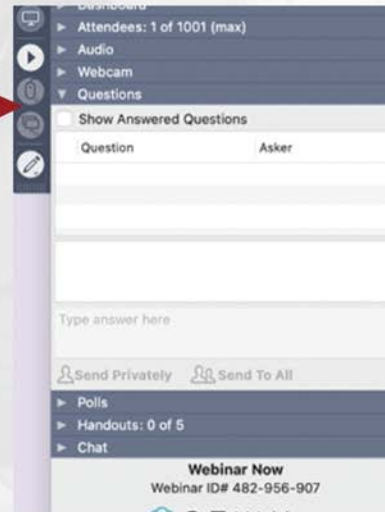 Dashboard
Attendees: 1 of 1001 (max)
Audio
Webcam
Questions
Show Answered Questions
Question Asker
Type answer here
Send Privately Send To All
Polls
Handouts: 0 of 5
Chat
Webinar Now
Webinar ID# 482-956-907